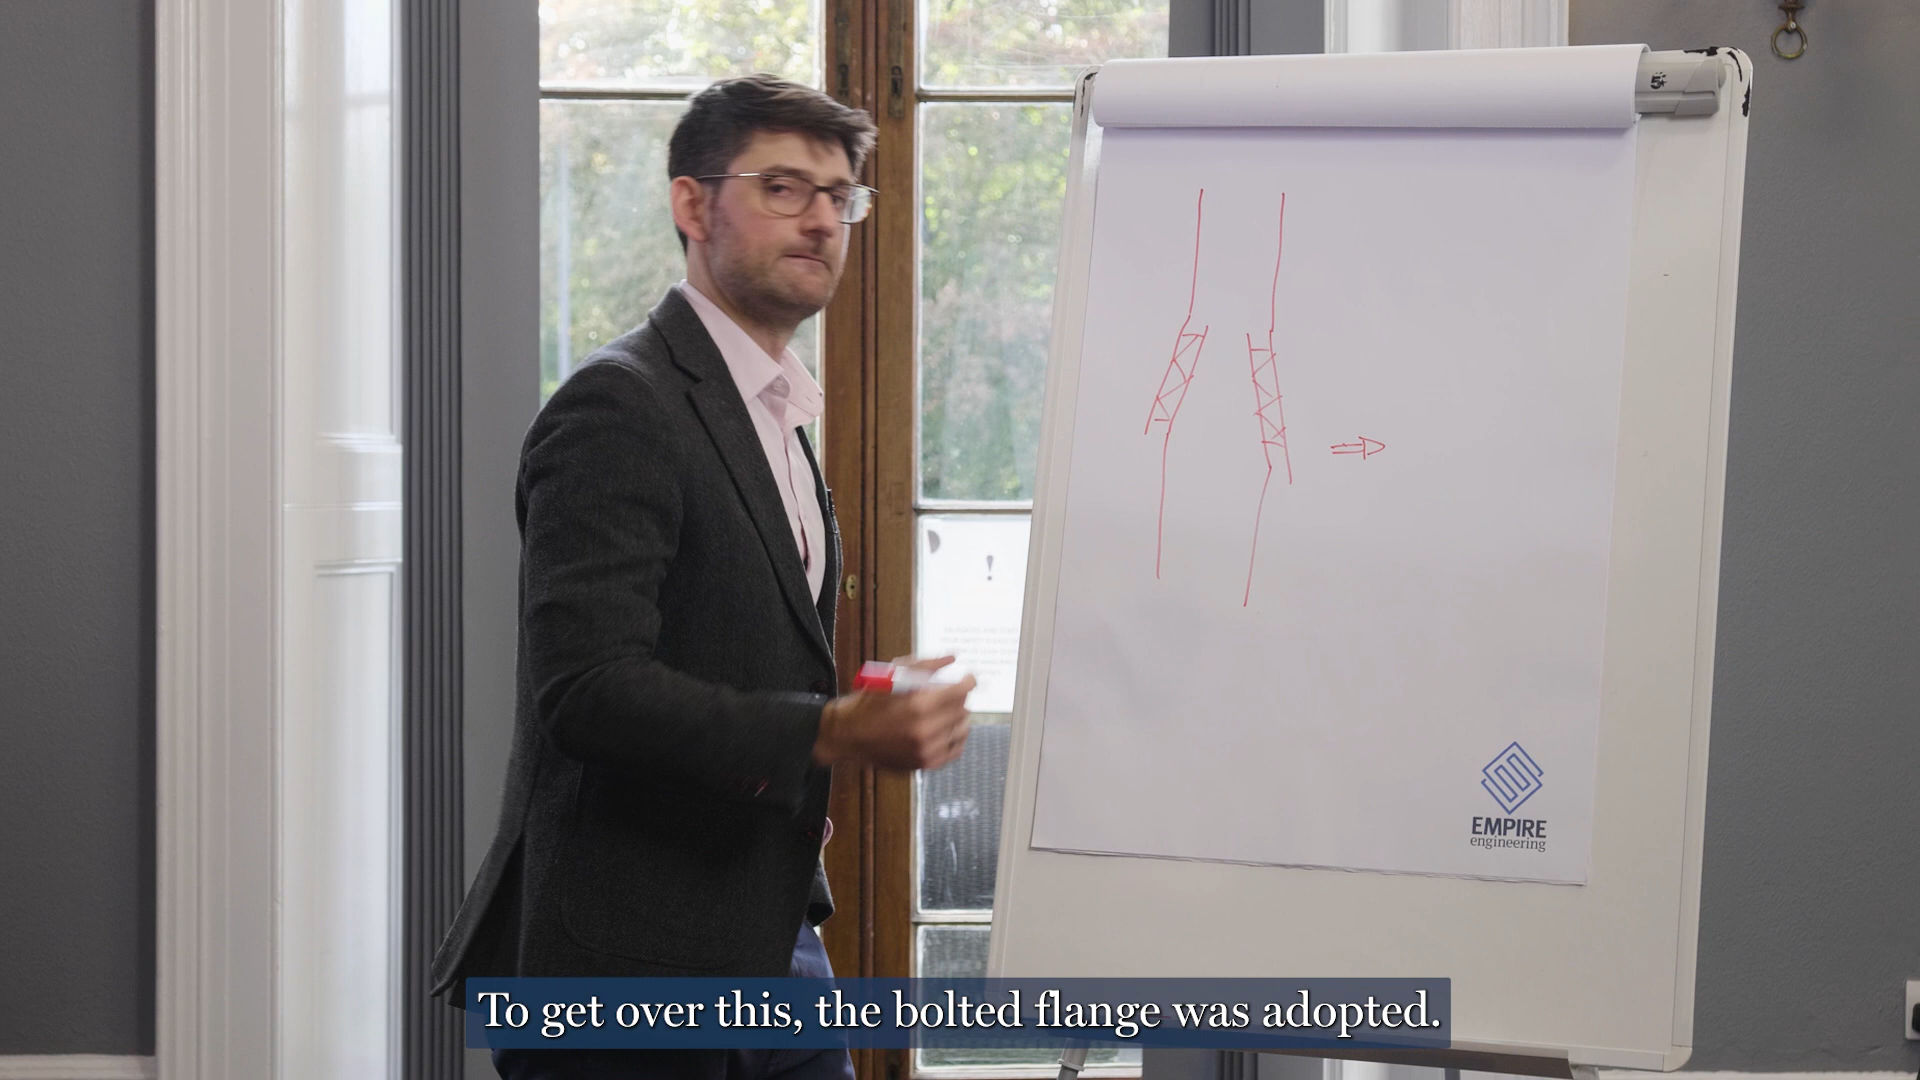 !
EMPIRE
engineering
To get over this, the bolted flange was adopted.